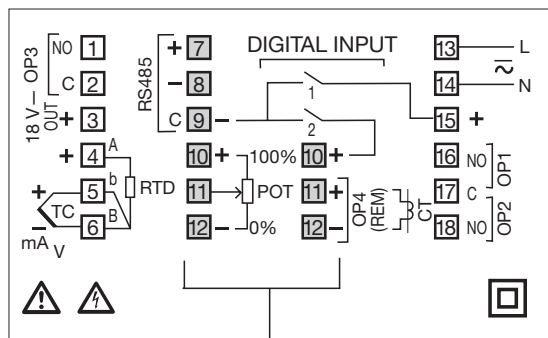 NO 1
C 2
OP3
18 V OUT
+ 3
+ 4 A
+ 5 b
– 6 B
TC
mA V
RTD
RS485
+ 7
– 8
C 9 –
10 + 100%
11 POT
12 – 0%
DIGITAL INPUT
1
2
10 +
11 +
12 –
OP4
(REM)
CT
13 L
14 N
15 +
16 NO
17 C
18 NO
OP1
OP2